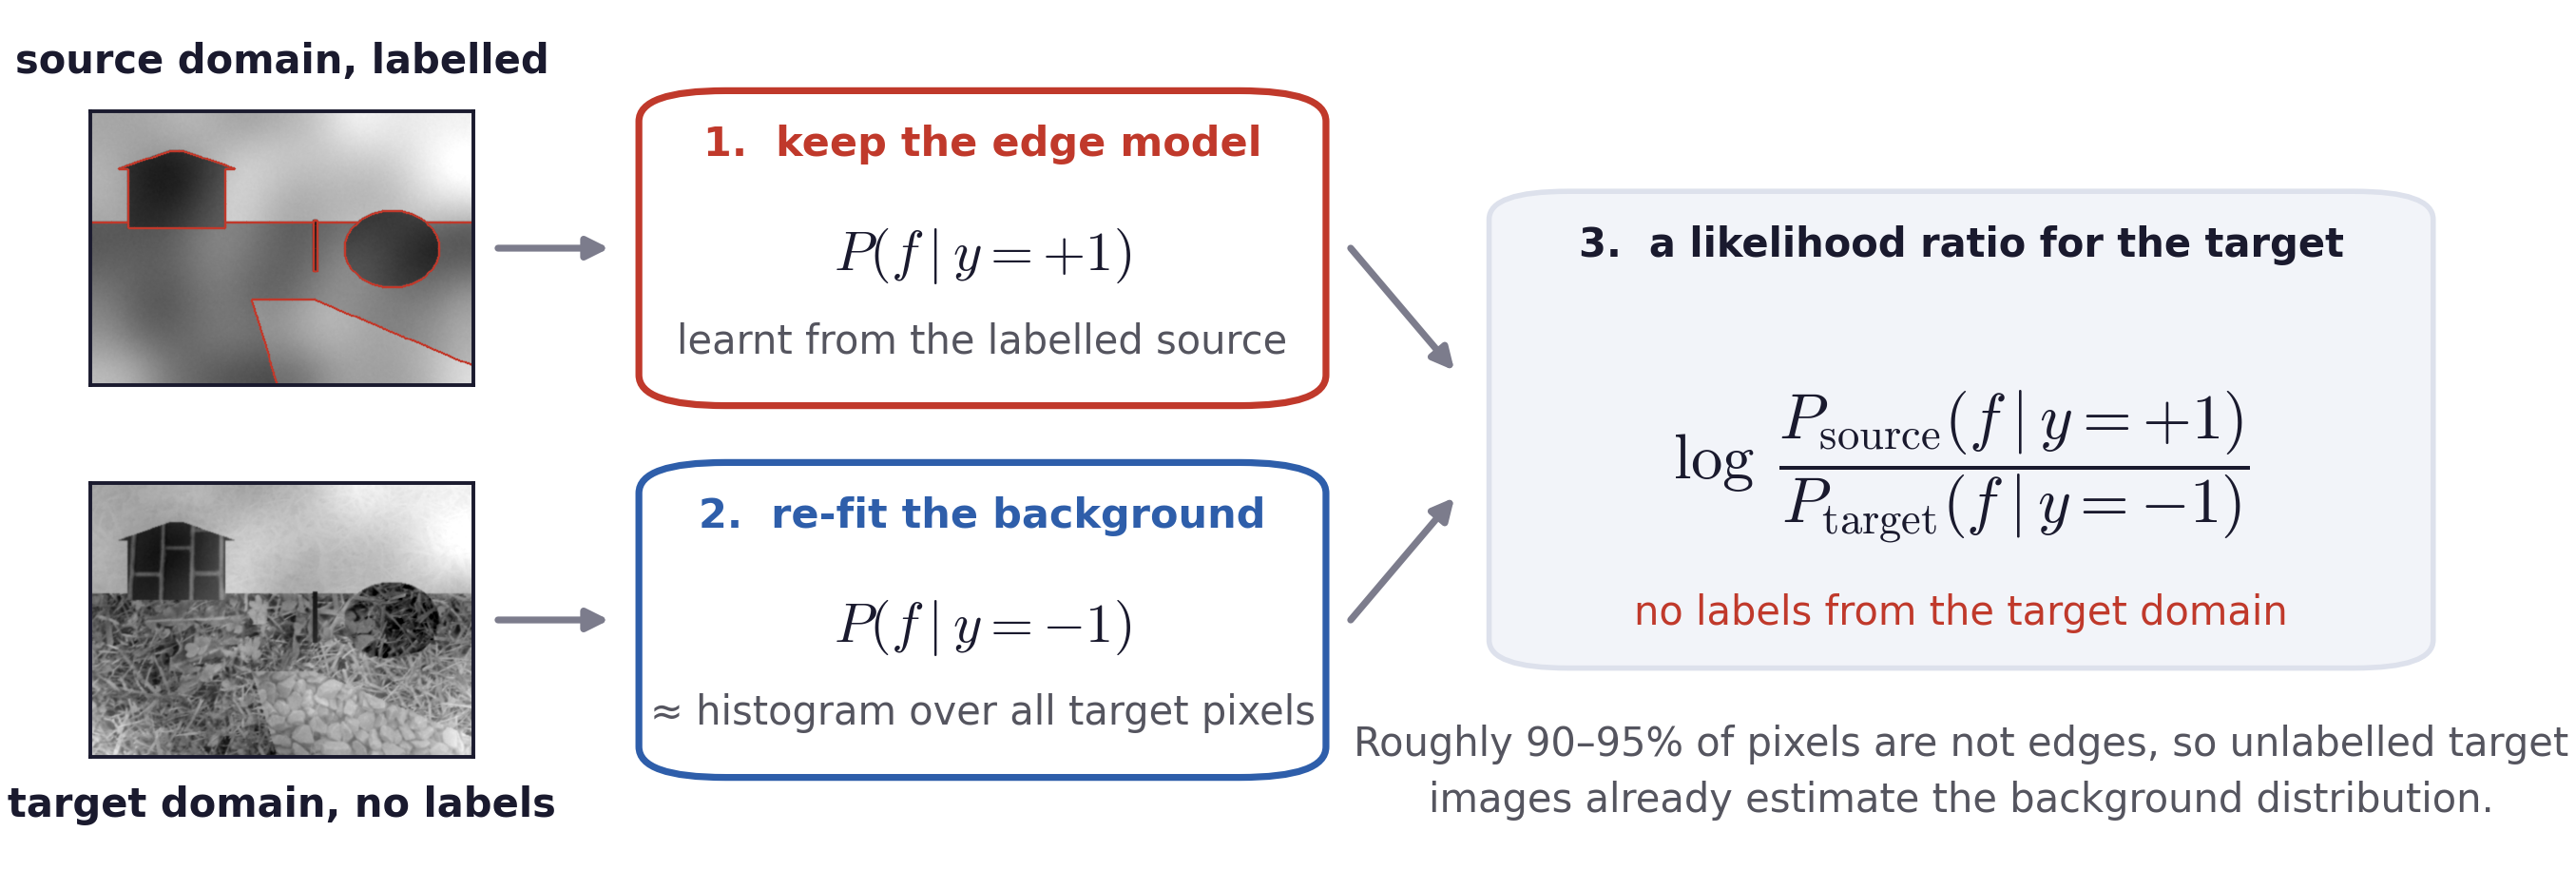 source domain, labelled
1. keep the edge model
P(f | y = +1)
learnt from the labelled source
target domain, no labels
2. re-fit the background
P(f | y = −1)
≈ histogram over all target pixels
3. a likelihood ratio for the target
log P_source(f | y = +1) / P_target(f | y = −1)
no labels from the target domain
Roughly 90–95% of pixels are not edges, so unlabelled target
images already estimate the background distribution.